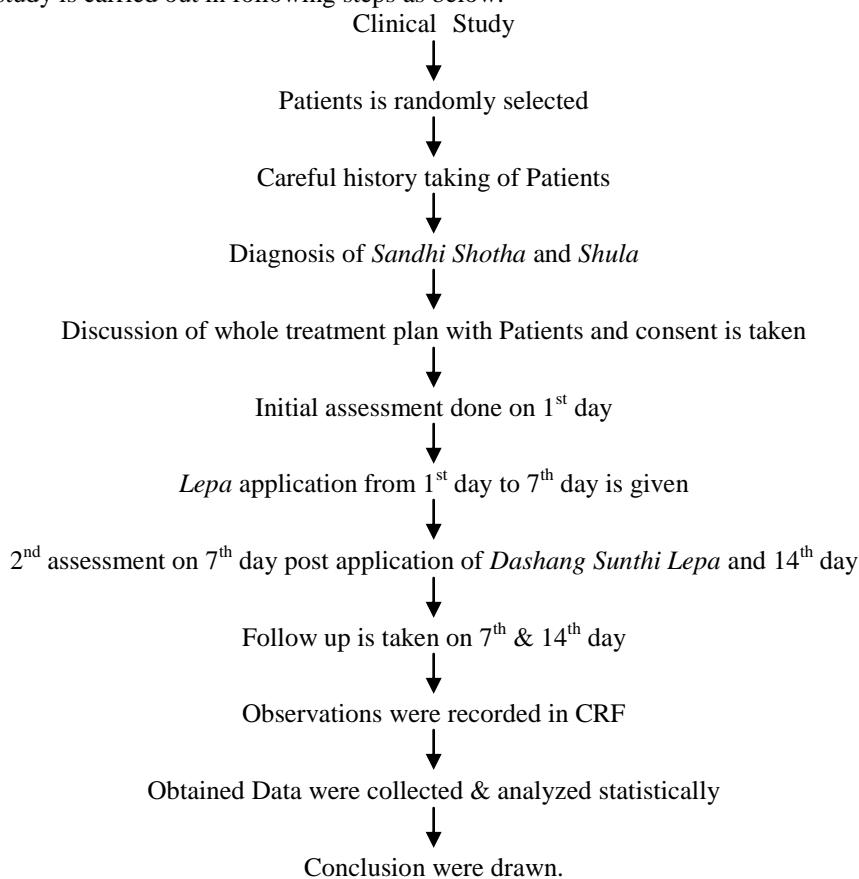 study is carried out in following steps as below.
Clinical Study
Patients is randomly selected
Careful history taking of Patients
Diagnosis of Sandhi Shotha and Shula
Discussion of whole treatment plan with Patients and consent is taken
Initial assessment done on 1st day
Lepa application from 1st day to 7th day is given
2nd assessment on 7th day post application of Dashang Sunthi Lepa and 14th day
Follow up is taken on 7th & 14th day
Observations were recorded in CRF
Obtained Data were collected & analyzed statistically
Conclusion were drawn.